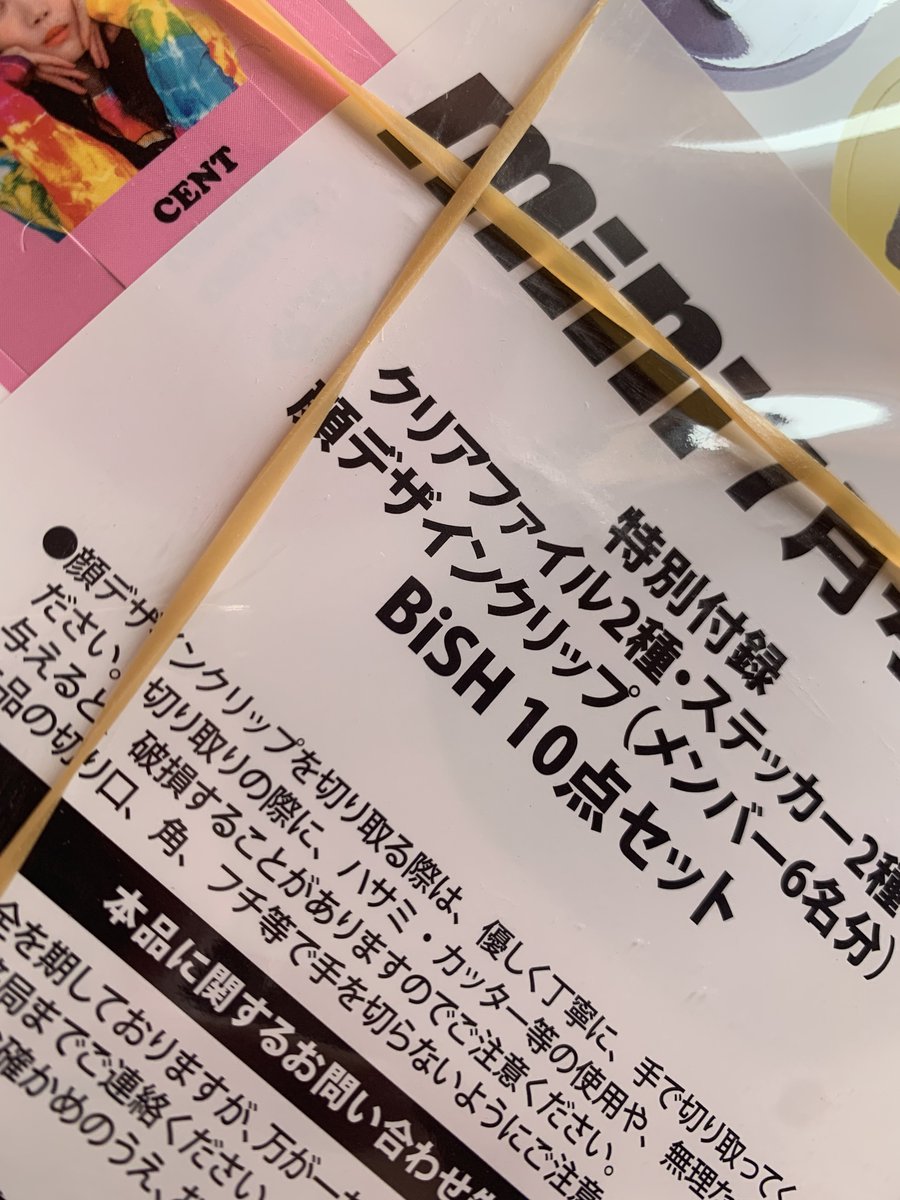 CENT
mini 7月
特別付録
クリアファイル2種・ステッカー2種
顔デザインクリップ(メンバー6名分)
BiSH 10点セット
●顔デザインクリップを切り取る際は、優しく丁寧に、手で切り取ってく
ださい。切り取りの際に、ハサミ・カッター等の使用や、無理た
与えると、破損することがありますのでご注意ください。
品の切り口、角、フチ等で手を切らないようにご注意
本品に関するお問い合わせ
全を期しておりますが、万が一
局までご連絡ください
確かめのうえ、